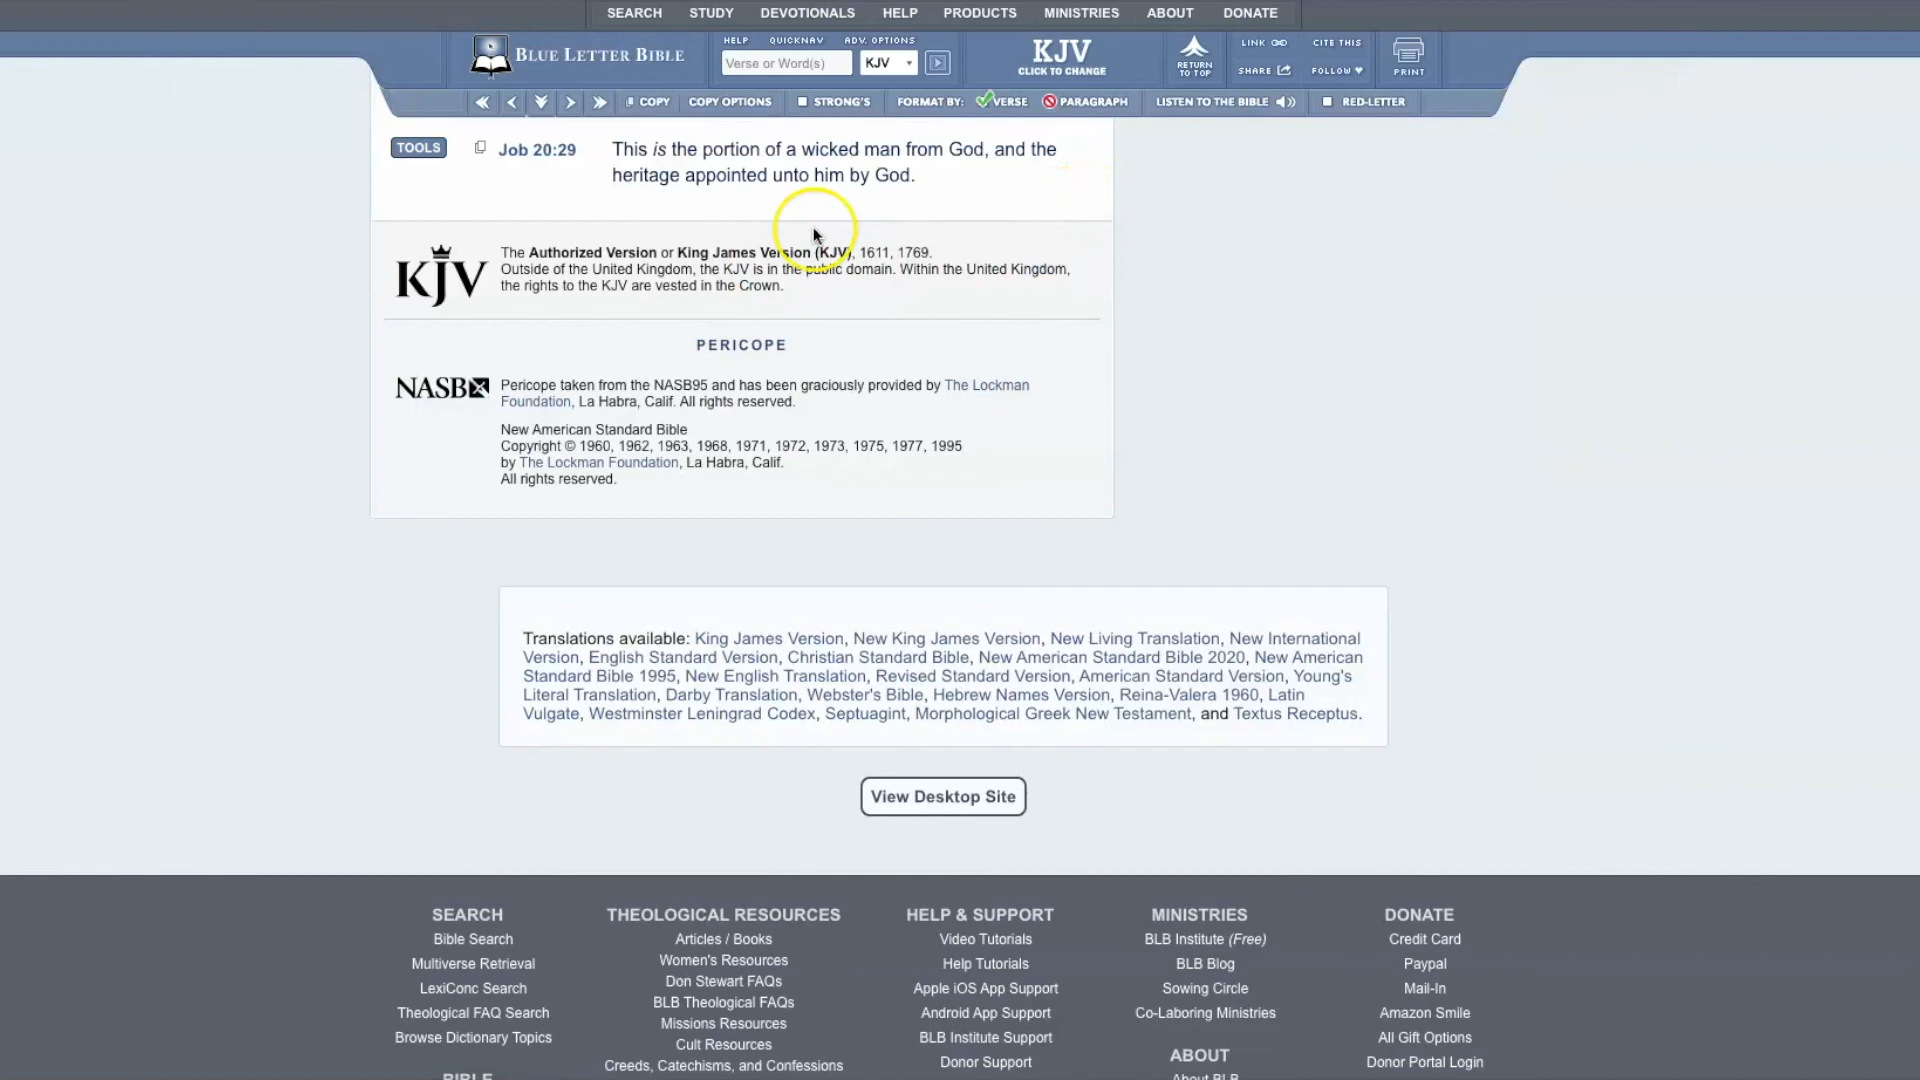 SEARCH STUDY DEVOTIONALS HELP PRODUCTS MINISTRIES ABOUT DONATE
BLUE LETTER BIBLE
HELP QUICKNAV ADV. OPTIONS
Verse or Word(s) KJV
KJV
CLICK TO CHANGE
RETURN
TO TOP
LINK CITE THIS
SHARE FOLLOW
PRINT
COPY COPY OPTIONS STRONG'S FORMAT BY: VERSE PARAGRAPH LISTEN TO THE BIBLE RED-LETTER
TOOLS Job 20:29 This is the portion of a wicked man from God, and the
heritage appointed unto him by God.
KJV
The Authorized Version or King James Version (KJV), 1611, 1769.
Outside of the United Kingdom, the KJV is in the public domain. Within the United Kingdom,
the rights to the KJV are vested in the Crown.
PERICOPE
NASB
Pericope taken from the NASB95 and has been graciously provided by The Lockman
Foundation, La Habra, Calif. All rights reserved.
New American Standard Bible
Copyright © 1960, 1962, 1963, 1968, 1971, 1972, 1973, 1975, 1977, 1995
by The Lockman Foundation, La Habra, Calif.
All rights reserved.
Translations available: King James Version, New King James Version, New Living Translation, New International
Version, English Standard Version, Christian Standard Bible, New American Standard Bible 2020, New American
Standard Bible 1995, New English Translation, Revised Standard Version, American Standard Version, Young's
Literal Translation, Darby Translation, Webster's Bible, Hebrew Names Version, Reina-Valera 1960, Latin
Vulgate, Westminster Leningrad Codex, Septuagint, Morphological Greek New Testament, and Textus Receptus.
View Desktop Site
SEARCH
Bible Search
Multiverse Retrieval
LexiConc Search
Theological FAQ Search
Browse Dictionary Topics
BIBLE
THEOLOGICAL RESOURCES
Articles / Books
Women's Resources
Don Stewart FAQs
BLB Theological FAQs
Missions Resources
Cult Resources
Creeds, Catechisms, and Confessions
HELP & SUPPORT
Video Tutorials
Help Tutorials
Apple iOS App Support
Android App Support
BLB Institute Support
Donor Support
MINISTRIES
BLB Institute (Free)
BLB Blog
Sowing Circle
Co-Laboring Ministries
ABOUT
About BLB
DONATE
Credit Card
Paypal
Mail-In
Amazon Smile
All Gift Options
Donor Portal Login